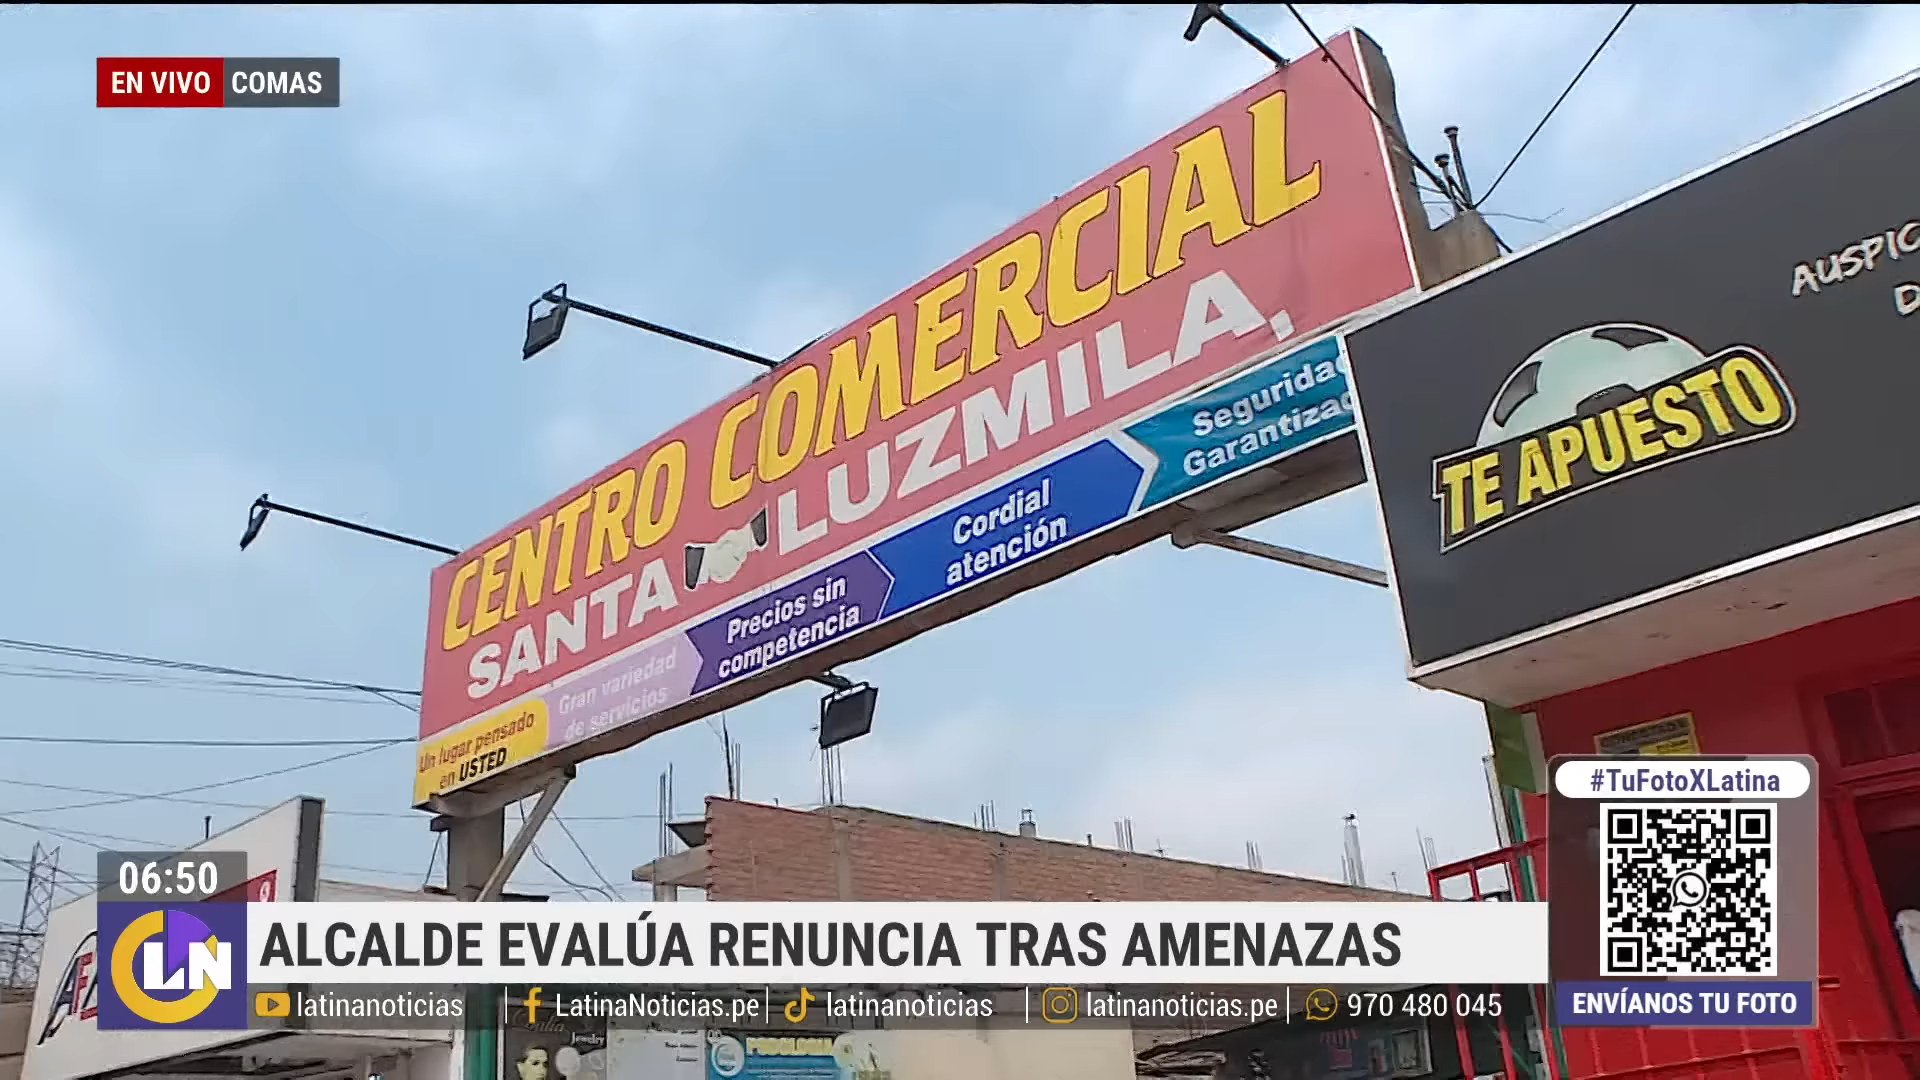 EN VIVO COMAS
CENTRO COMERCIAL
SANTA LUZMILA,
Un lugar pensado
en USTED
Gran variedad
de servicios
Precios sin
competencia
Cordial
atención
Seguridad
Garantizad
AUSPIC
D
TE APUESTO
#TuFotoXLatina
ENVÍANOS TU FOTO
06:50
LN
ALCALDE EVALÚA RENUNCIA TRAS AMENAZAS
latinanoticias
LatinaNoticias.pe
latinanoticias
latinanoticias.pe
970 480 045
PODOLOGIA